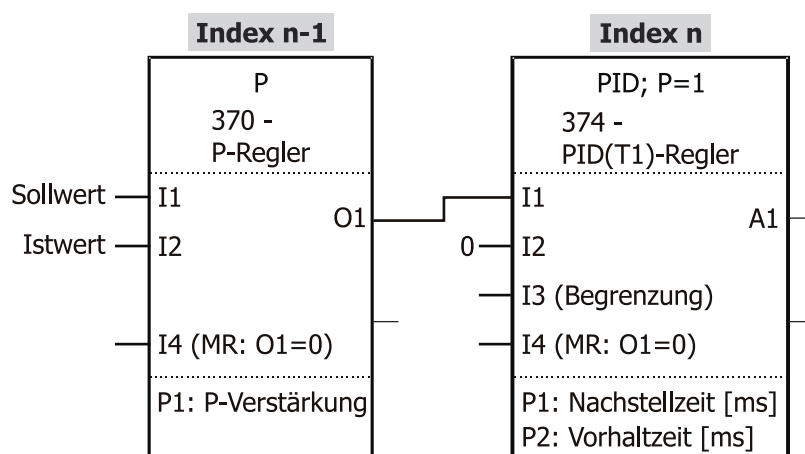 Index n-1
P
370 -
P-Regler
Sollwert
I1
O1
Istwert
I2
I4 (MR: O1=0)
P1: P-Verstärkung
Index n
PID; P=1
374 -
PID(T1)-Regler
I1
A1
0
I2
I3 (Begrenzung)
I4 (MR: O1=0)
P1: Nachstellzeit [ms]
P2: Vorhaltzeit [ms]